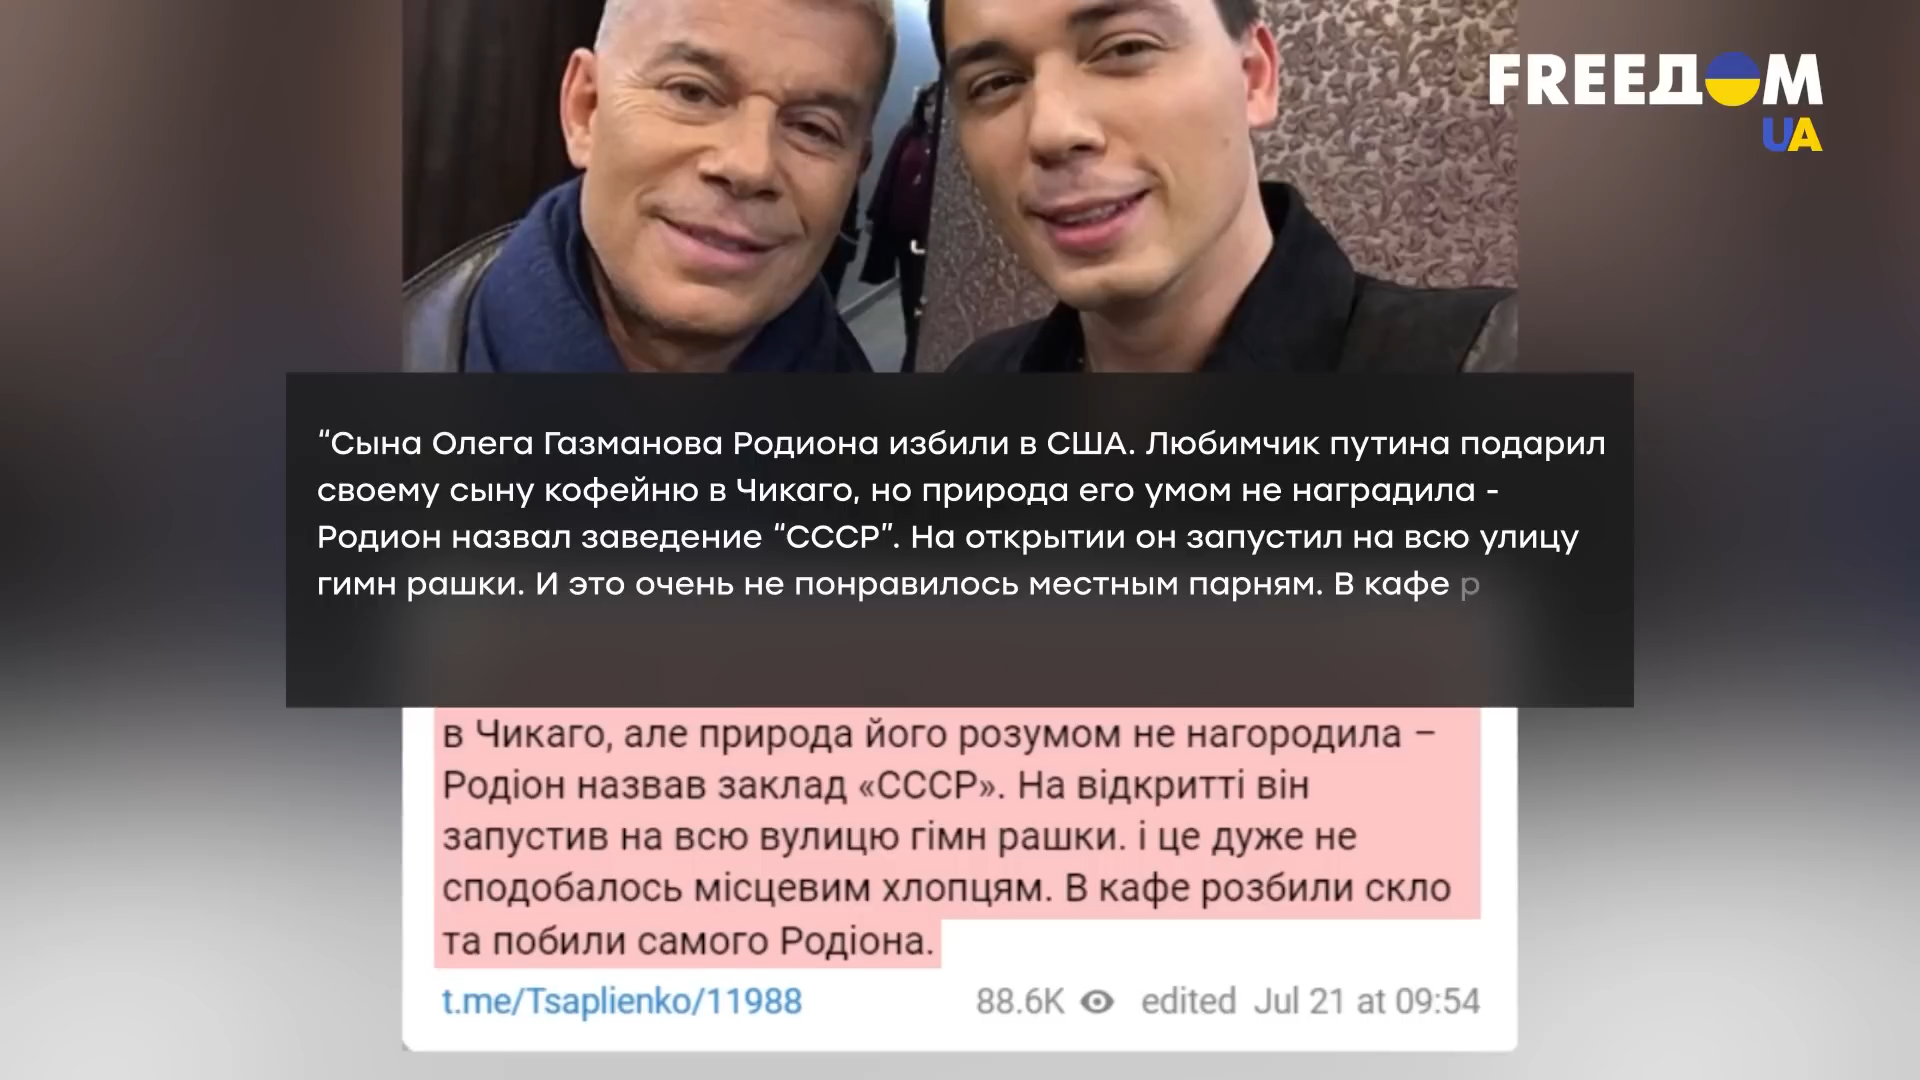 FREEДOM
UA
“Сына Олега Газманова Родиона избили в США. Любимчик путина подарил
своему сыну кофейню в Чикаго, но природа его умом не наградила -
Родион назвал заведение “СССР”. На открытии он запустил на всю улицу
гимн рашки. И это очень не понравилось местным парням. В кафе р
в Чикаго, але природа його розумом не нагородила –
Родіон назвав заклад «СССР». На відкритті він
запустив на всю вулицю гімн рашки. і це дуже не
сподобалось місцевим хлопцям. В кафе розбили скло
та побили самого Родіона.
t.me/Tsaplienko/11988 88.6K edited Jul 21 at 09:54